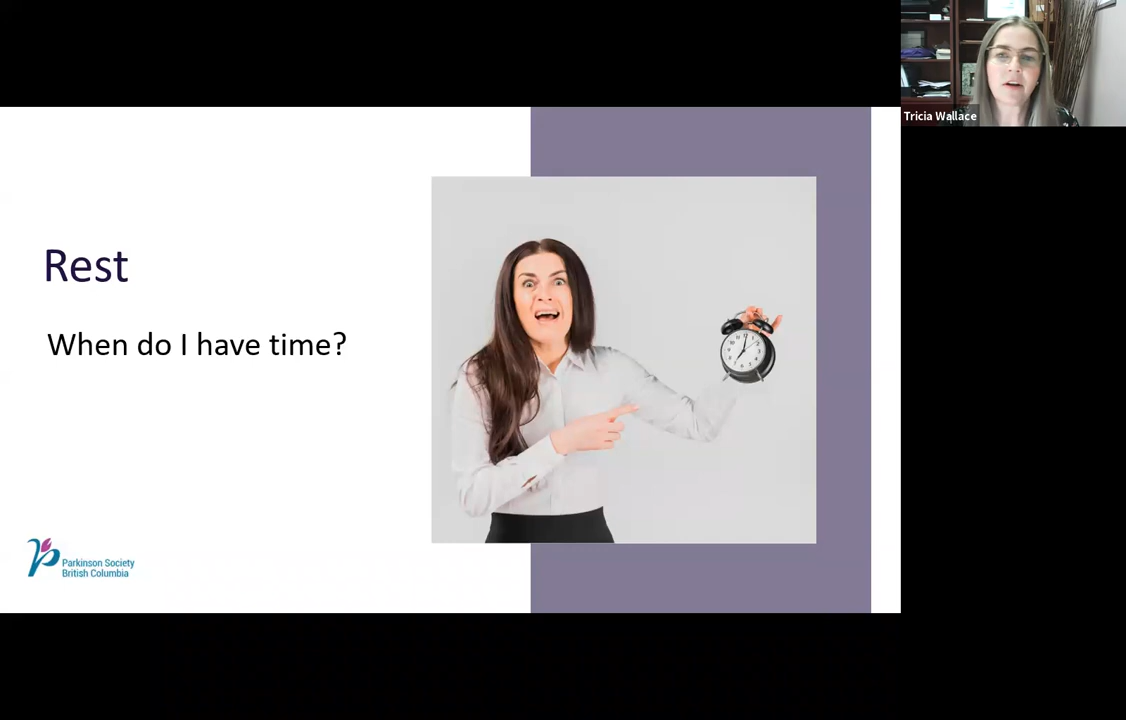 Tricia Wallace
Rest
When do I have time?
Parkinson Society
British Columbia